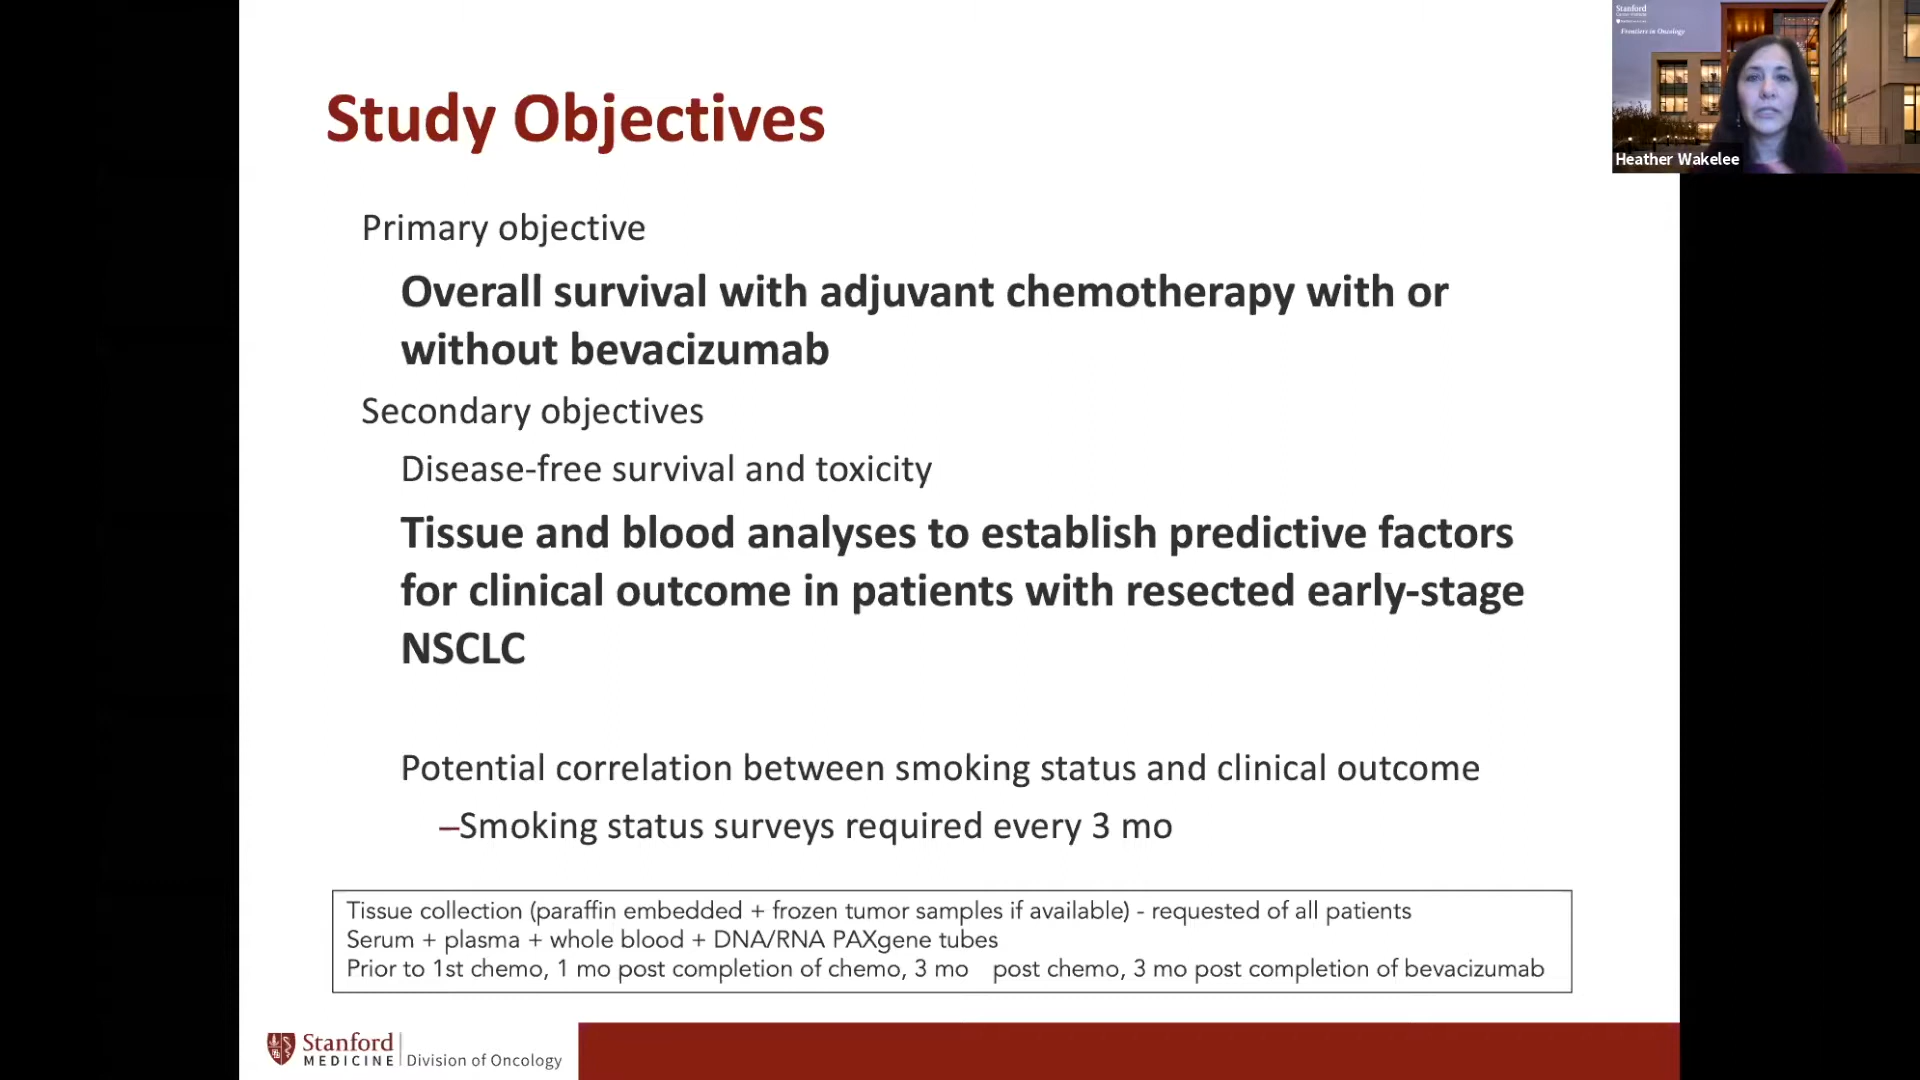 Stanford
Frontiers in Oncology
Heather Wakelee
Study Objectives
Primary objective
Overall survival with adjuvant chemotherapy with or
without bevacizumab
Secondary objectives
Disease-free survival and toxicity
Tissue and blood analyses to establish predictive factors
for clinical outcome in patients with resected early-stage
NSCLC
Potential correlation between smoking status and clinical outcome
–Smoking status surveys required every 3 mo
Tissue collection (paraffin embedded + frozen tumor samples if available) - requested of all patients
Serum + plasma + whole blood + DNA/RNA PAXgene tubes
Prior to 1st chemo, 1 mo post completion of chemo, 3 mo post chemo, 3 mo post completion of bevacizumab
Stanford
MEDICINE
Division of Oncology